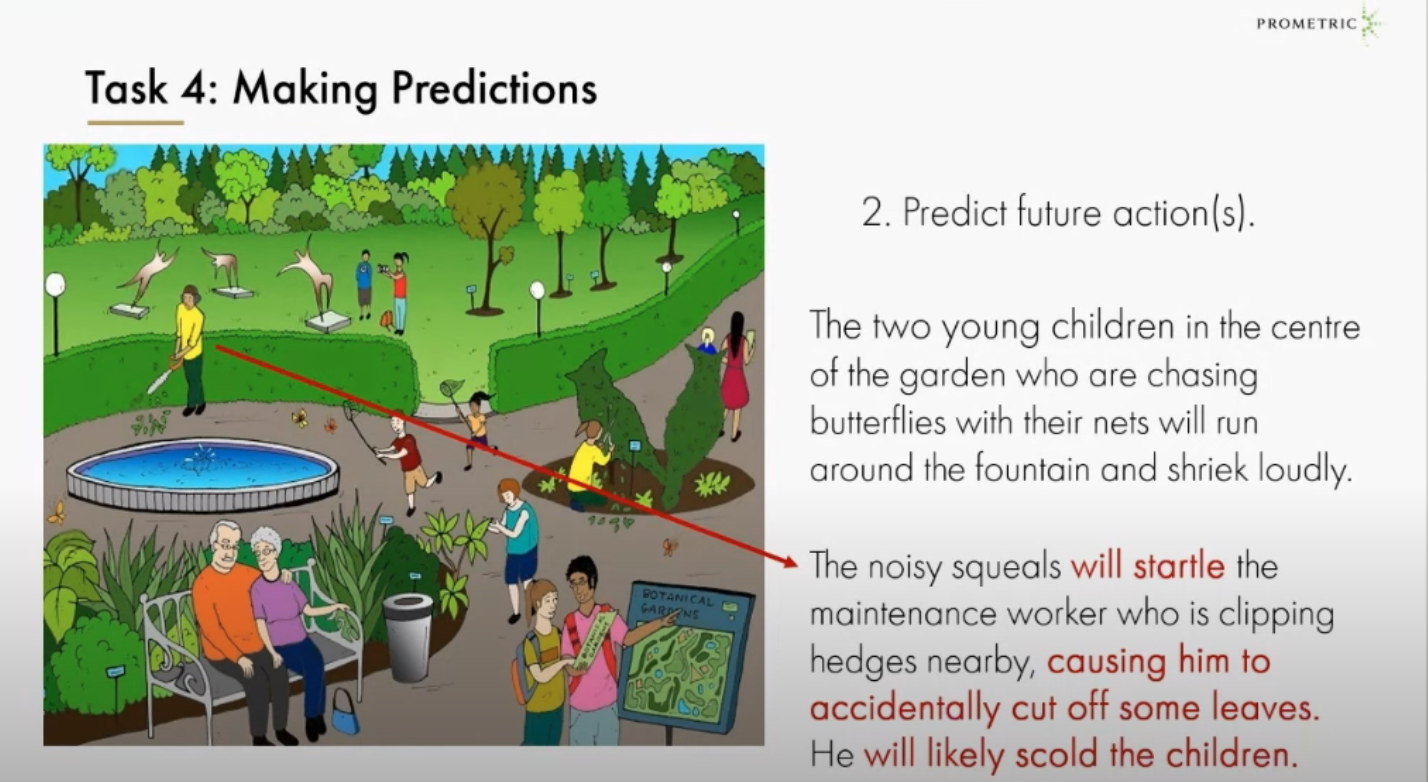 PROMETRIC
Task 4: Making Predictions
2. Predict future action(s).
The two young children in the centre
of the garden who are chasing
butterflies with their nets will run
around the fountain and shriek loudly.
The noisy squeals will startle the
maintenance worker who is clipping
hedges nearby, causing him to
accidentally cut off some leaves.
He will likely scold the children.
BOTANICAL
GARDENS
BOTANICAL
GARDENS